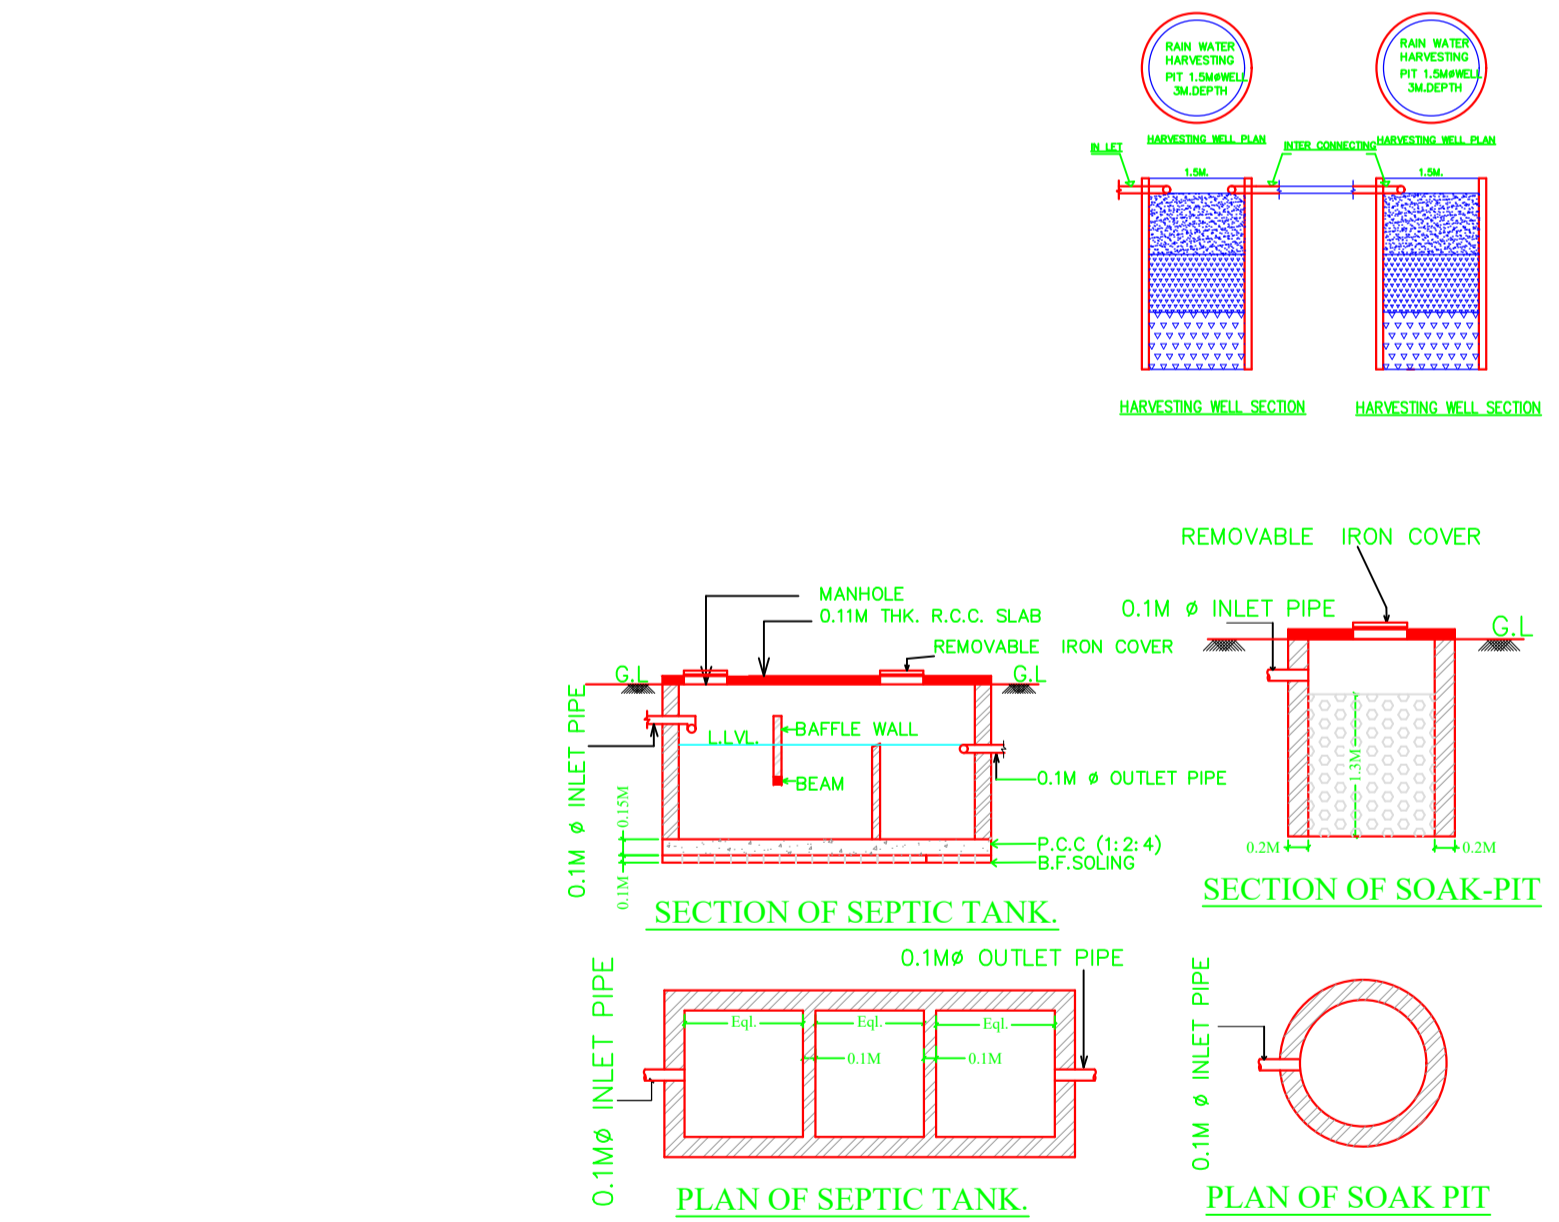 RAIN WATER
HARVESTING
PIT 1.5MøWELL
3M.DEPTH
RAIN WATER
HARVESTING
PIT 1.5MøWELL
3M.DEPTH
HARVESTING WELL PLAN
HARVESTING WELL PLAN
IN LET
INTER CONNECTING
1.5M.
1.5M.
HARVESTING WELL SECTION
HARVESTING WELL SECTION
REMOVABLE IRON COVER
0.1M ø INLET PIPE
G.L
1.3M
0.2M
0.2M
SECTION OF SOAK-PIT
MANHOLE
0.11M THK. R.C.C. SLAB
REMOVABLE IRON COVER
G.L
G.L
0.1M ø INLET PIPE
L.LVL.
BAFFLE WALL
BEAM
0.1M ø OUTLET PIPE
0.15M
0.1M
P.C.C (1:2:4)
B.F.SOLING
SECTION OF SEPTIC TANK.
0.1Mø OUTLET PIPE
0.1Mø INLET PIPE
Eql.
Eql.
Eql.
0.1M
0.1M
PLAN OF SEPTIC TANK.
0.1M ø INLET PIPE
PLAN OF SOAK PIT